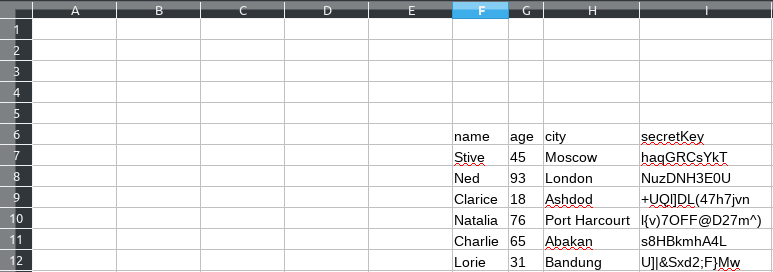 A B C D E F G H I
1
2
3
4
5
6 name age city secretKey
7 Stive 45 Moscow haqGRCsYkT
8 Ned 93 London NuzDNH3E0U
9 Clarice 18 Ashdod +UQl]DL(47h7jvn
10 Natalia 76 Port Harcourt l{v)7OFF@D27m^)
11 Charlie 65 Abakan s8HBkmhA4L
12 Lorie 31 Bandung U]|&Sxd2;F}Mw